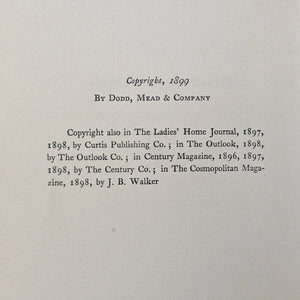 Copyright, 1899
By Dodd, Mead & Company
Copyright also in The Ladies' Home Journal, 1897,
1898, by Curtis Publishing Co.; in The Outlook, 1898,
by The Outlook Co.; in Century Magazine, 1896, 1897,
1898, by The Century Co.; in The Cosmopolitan Maga-
zine, 1898, by J. B. Walker